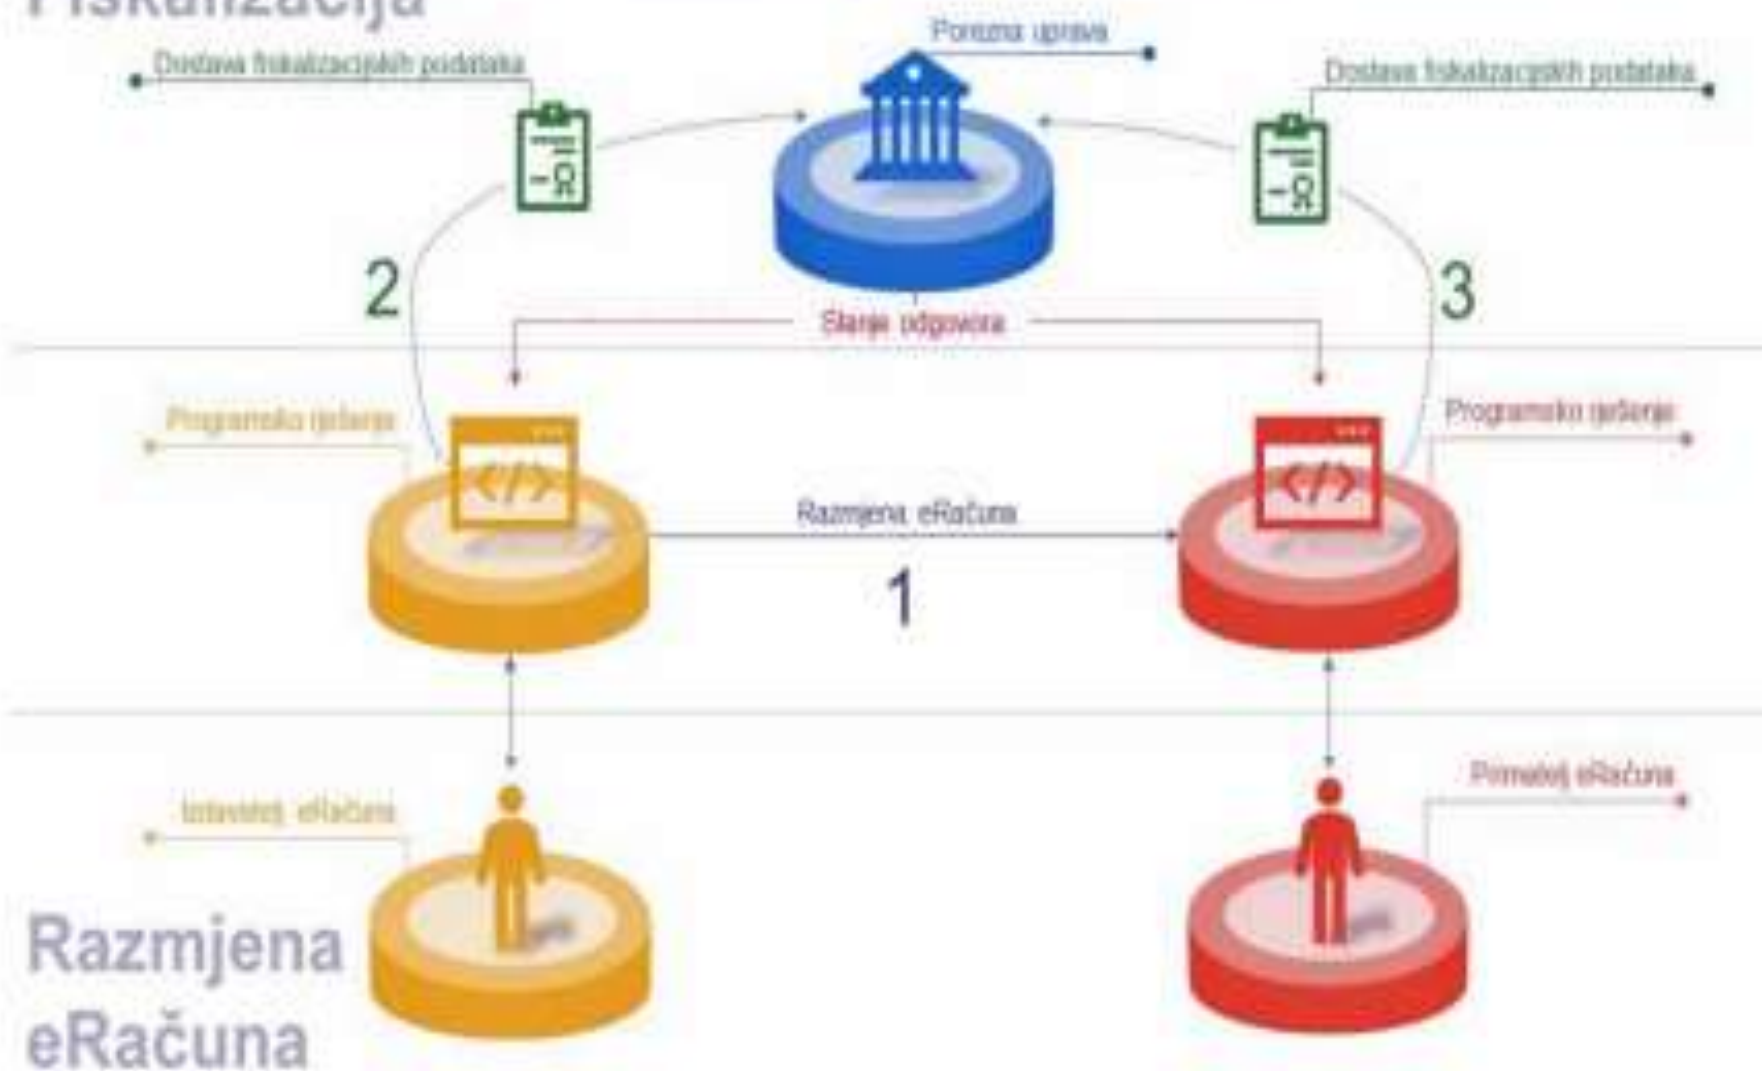 Fiskalizacija
Porezna uprava
Dostava fiskalizacijskih podataka
Dostava fiskalizacijskih podataka
2
3
Slanje odgovora
Programsko rješenje
Programsko rješenje
Razmjena eRačuna
1
Primatelj eRačuna
Izdavatelj eRačuna
Razmjena
eRačuna